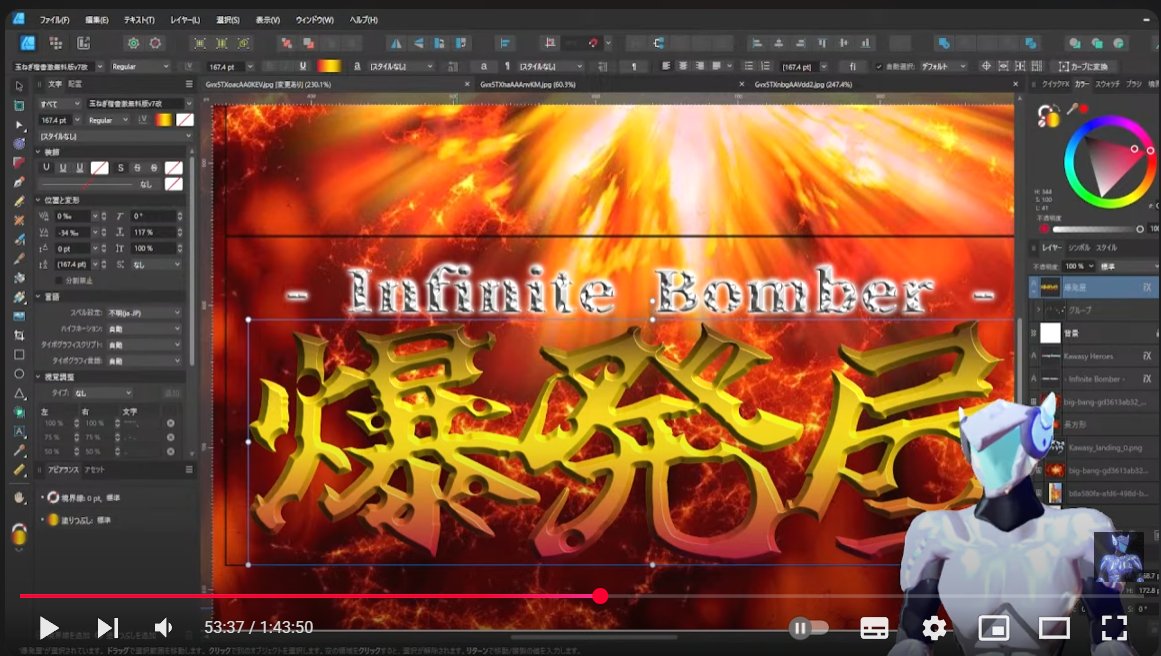 ファイル(F) 編集(E) テキスト(T) レイヤー(L) 選択(S) 表示(V) ウィンドウ(W) ヘルプ(H)
玉ねぎ楷書激無料版v7改 Regular 167.4 pt a [スタイルなし] a ¶ [スタイルなし] [167.4 pt] fi 自動選択: デフォルト カーブに変換
文字 配置
Gvx5TXoacAA0KEV.jpg [変更あり] (230.1%)
Gvx5TXhaAAAnvKM.jpg (60.3%)
Gvx5TXnbgAAVdd2.jpg (247.4%)
クイックFX カラー スウォッチ ブラシ
すべて 玉ねぎ楷書激無料版v7改
167.4 pt Regular
[スタイルなし]
装飾
U U U S S S
なし
位置と変形
0 ‰ 0 °
-34 ‰ 117 %
0 pt 100 %
[167.4 pt] なし
分割禁止
言語
スペル設定: 不明(ja-JP)
ハイフネーション: 自動
タイポグラフィスクリプト: 自動
タイポグラフィ言語: 自動
視覚調整
タイプ: なし
左 右 文字
100 % 100 %
75 % 75 %
50 % 50 %
アピアランス アセット
境界線: 0 pt, 標準
塗りつぶし: 標準
- Infinite Bomber -
爆発屋
H: 344
S: 100
L: 41
不透明度
100
レイヤー シンボル スタイル
不透明度: 100 % 標準
爆発屋
グループ
背景
Kawasy Heroes
- Infinite Bomber -
big-bang-gd3613ab32_...
長方形
Kawasy_landing_0.png
big-bang-gd3613ab32...
b8a580fa-afd6-498d-b...
H: 172.8 p
S: 0 °
53:37 / 1:43:50
'爆発屋'が選択されています。ドラッグで選択範囲を移動します。クリックで別のオブジェクトを選択します。空の領域をクリックすると、選択が解除されます。リターンで移動/複製の値を入力します。